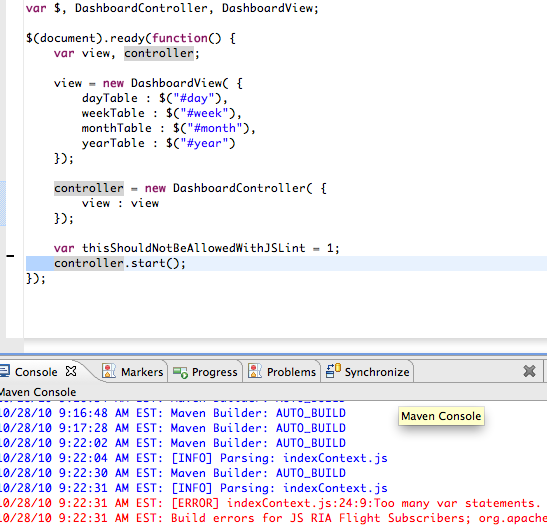 var $, DashboardController, DashboardView;
$(document).ready(function() {
var view, controller;
view = new DashboardView( {
dayTable : $("#day"),
weekTable : $("#week"),
monthTable : $("#month"),
yearTable : $("#year")
});
controller = new DashboardController( {
view : view
});
var thisShouldNotBeAllowedWithJSLint = 1;
controller.start();
});
Console Markers Progress Problems Synchronize
Maven Console
Maven Console
0/28/10 9:16:48 AM EST: Maven Builder: AUTO_BUILD
0/28/10 9:17:28 AM EST: Maven Builder: AUTO_BUILD
0/28/10 9:22:02 AM EST: Maven Builder: AUTO_BUILD
0/28/10 9:22:04 AM EST: [INFO] Parsing: indexContext.js
0/28/10 9:22:30 AM EST: Maven Builder: AUTO_BUILD
0/28/10 9:22:31 AM EST: [INFO] Parsing: indexContext.js
0/28/10 9:22:31 AM EST: [ERROR] indexContext.js:24:9:Too many var statements.
0/28/10 9:22:31 AM EST: Build errors for JS RIA Flight Subscribers; org.apache